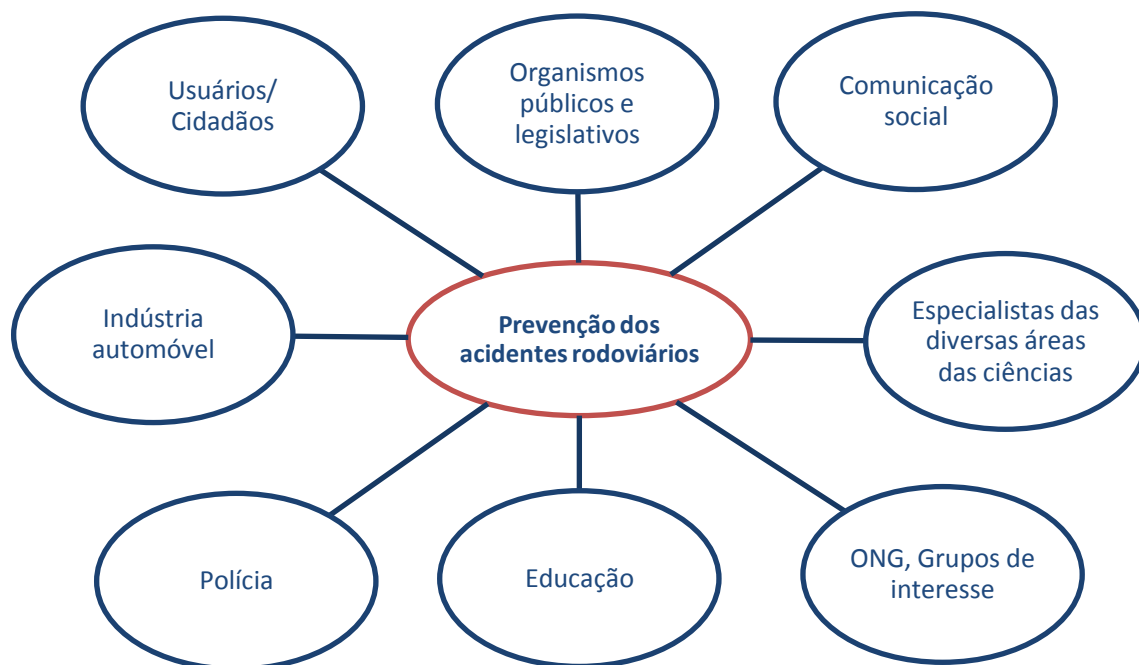 Usuários/
Cidadãos
Organismos
públicos e
legislativos
Comunicação
social
Indústria
automóvel
Prevenção dos
acidentes rodoviários
Especialistas das
diversas áreas
das ciências
Polícia
Educação
ONG, Grupos de
interesse